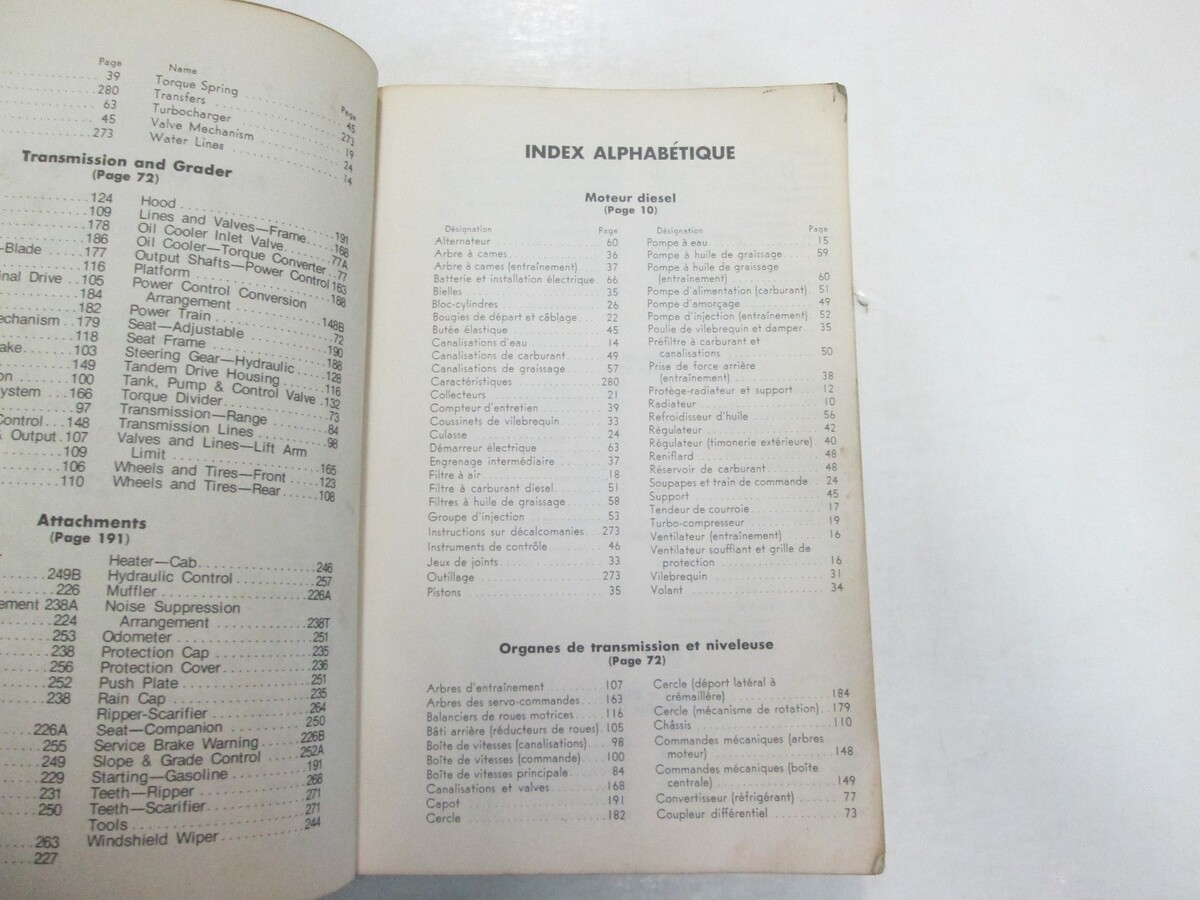 Page
39
280
63
45
273
Name
Page
Torque Spring 45
Transfers 273
Turbocharger 19
Valve Mechanism 24
Water Lines 14
Transmission and Grader
(Page 72)
124
109
178
186
-Blade 177
116
inal Drive 105
184
182
echanism 179
118
ake 103
149
on 100
ystem 166
97
Control 148
& Output 107
109
106
110
Hood 191
Lines and Valves—Frame 168
Oil Cooler Inlet Valve 77A
Oil Cooler—Torque Converter 77
Output Shafts—Power Control 163
Platform 188
Power Control Conversion
Arrangement 148B
Power Train 72
Seat—Adjustable 190
Seat Frame 188
Steering Gear—Hydraulic 128
Tandem Drive Housing 116
Tank, Pump & Control Valve 132
Torque Divider 73
Transmission—Range 84
Transmission Lines 98
Valves and Lines—Lift Arm
Limit 165
Wheels and Tires—Front 123
Wheels and Tires—Rear 108
Attachments
(Page 191)
249B
226
ement 238A
224
253
238
256
252
238
226A
255
249
229
231
250
263
227
Heater—Cab 246
Hydraulic Control 257
Muffler 226A
Noise Suppression
Arrangement 238T
Odometer 251
Protection Cap 235
Protection Cover 236
Push Plate 251
Rain Cap 235
Ripper-Scarifier 264
Seat—Companion 250
Service Brake Warning 226B
Slope & Grade Control 252A
Starting—Gasoline 191
Teeth—Ripper 268
Teeth—Scarifier 271
Tools 271
Windshield Wiper 244
INDEX ALPHABÉTIQUE
Moteur diesel
(Page 10)
Désignation Page
Alternateur 60
Arbre à cames 36
Arbre à cames (entraînement) 37
Batterie et installation électrique 66
Bielles 35
Bloc-cylindres 26
Bougies de départ et câblage 22
Butée élastique 45
Canalisations d'eau 14
Canalisations de carburant 49
Canalisations de graissage 57
Caractéristiques 280
Collecteurs 21
Compteur d'entretien 39
Coussinets de vilebrequin 33
Culasse 24
Démarreur électrique 63
Engrenage intermédiaire 37
Filtre à air 18
Filtre à carburant diesel 51
Filtres à huile de graissage 58
Groupe d'injection 53
Instructions sur décalcomanies 273
Instruments de contrôle 46
Jeux de joints 33
Outillage 273
Pistons 35
Désignation Page
Pompe à eau 15
Pompe à huile de graissage 59
Pompe à huile de graissage
(entraînement) 60
Pompe d'alimentation (carburant) 51
Pompe d'amorçage 49
Pompe d'injection (entraînement) 52
Poulie de vilebrequin et damper 35
Préfiltre à carburant et
canalisations 50
Prise de force arrière
(entraînement) 38
Protège-radiateur et support 12
Radiateur 10
Refroidisseur d'huile 56
Régulateur 42
Régulateur (timonerie extérieure) 40
Reniflard 48
Réservoir de carburant 48
Soupapes et train de commande 24
Support 45
Tendeur de courroie 17
Turbo-compresseur 19
Ventilateur (entraînement) 16
Ventilateur soufflant et grille de
protection 16
Vilebrequin 31
Volant 34
Organes de transmission et niveleuse
(Page 72)
Arbres d'entraînement 107
Arbres des servo-commandes 163
Balanciers de roues motrices 116
Bâti arrière (réducteurs de roues) 105
Boîte de vitesses (canalisations) 98
Boîte de vitesses (commande) 100
Boîte de vitesses principale 84
Canalisations et valves 168
Capot 191
Cercle 182
Cercle (déport latéral à
crémaillère) 184
Cercle (mécanisme de rotation) 179
Châssis 110
Commandes mécaniques (arbres
moteur) 148
Commandes mécaniques (boîte
centrale) 149
Convertisseur (réfrigérant) 77
Coupleur différentiel 73